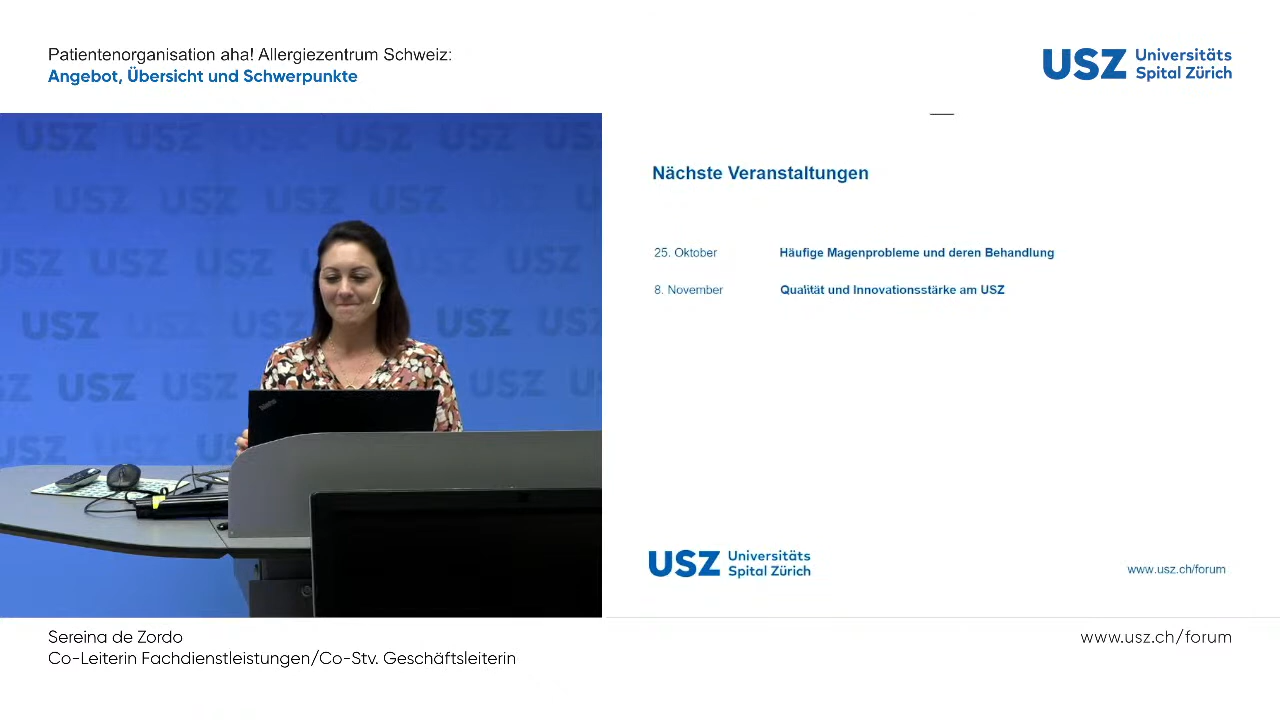 Patientenorganisation aha! Allergiezentrum Schweiz:
Angebot, Übersicht und Schwerpunkte
USZ Universitäts
Spital Zürich
Nächste Veranstaltungen
25. Oktober Häufige Magenprobleme und deren Behandlung
8. November Qualität und Innovationsstärke am USZ
USZ Universitäts
Spital Zürich
www.usz.ch/forum
Sereina de Zordo
Co-Leiterin Fachdienstleistungen/Co-Stv. Geschäftsleiterin
www.usz.ch/forum